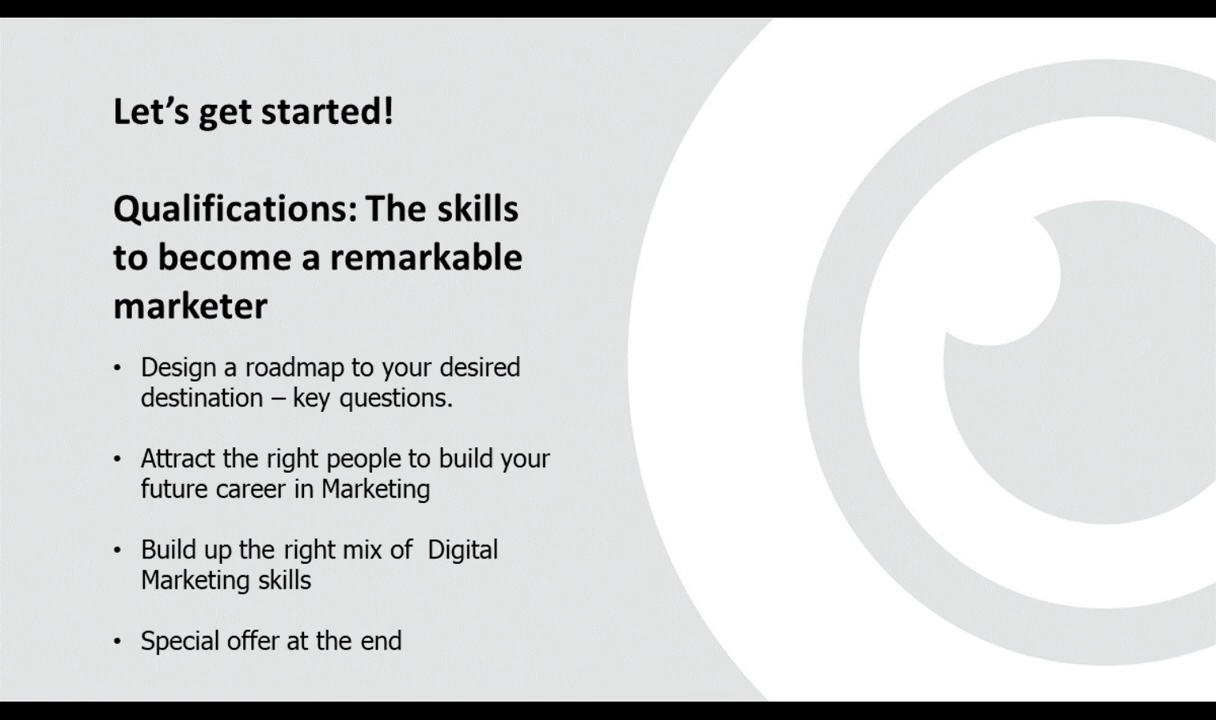 Let's get started!
Qualifications: The skills
to become a remarkable
marketer
• Design a roadmap to your desired
destination – key questions.
• Attract the right people to build your
future career in Marketing
• Build up the right mix of  Digital
Marketing skills
• Special offer at the end